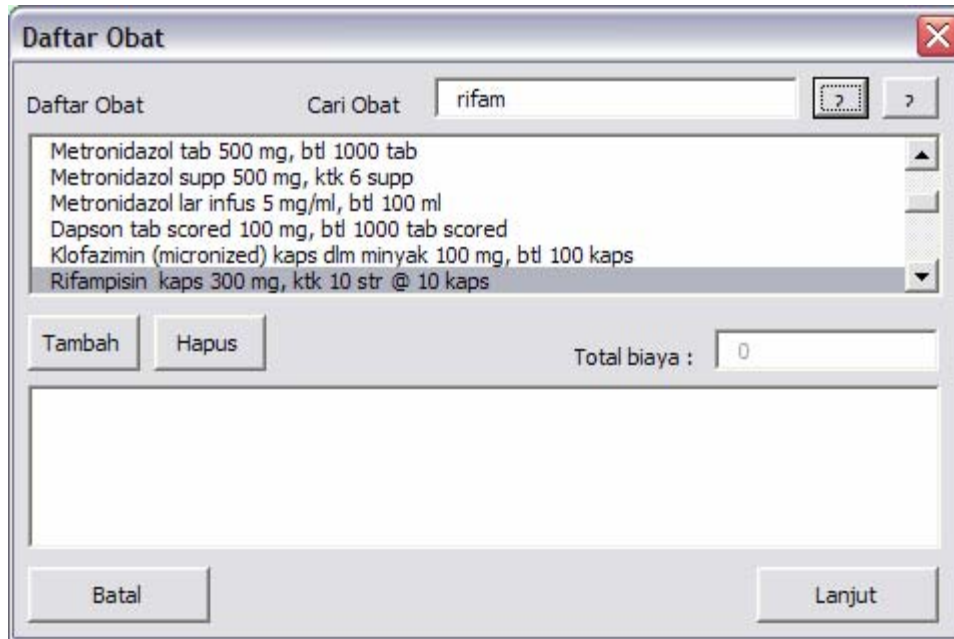 Daftar Obat
Daftar Obat Cari Obat rifam ? ?
Metronidazol tab 500 mg, btl 1000 tab
Metronidazol supp 500 mg, ktk 6 supp
Metronidazol lar infus 5 mg/ml, btl 100 ml
Dapson tab scored 100 mg, btl 1000 tab scored
Klofazimin (micronized) kaps dlm minyak 100 mg, btl 100 kaps
Rifampisin kaps 300 mg, ktk 10 str @ 10 kaps
Tambah Hapus Total biaya : 0
Batal Lanjut